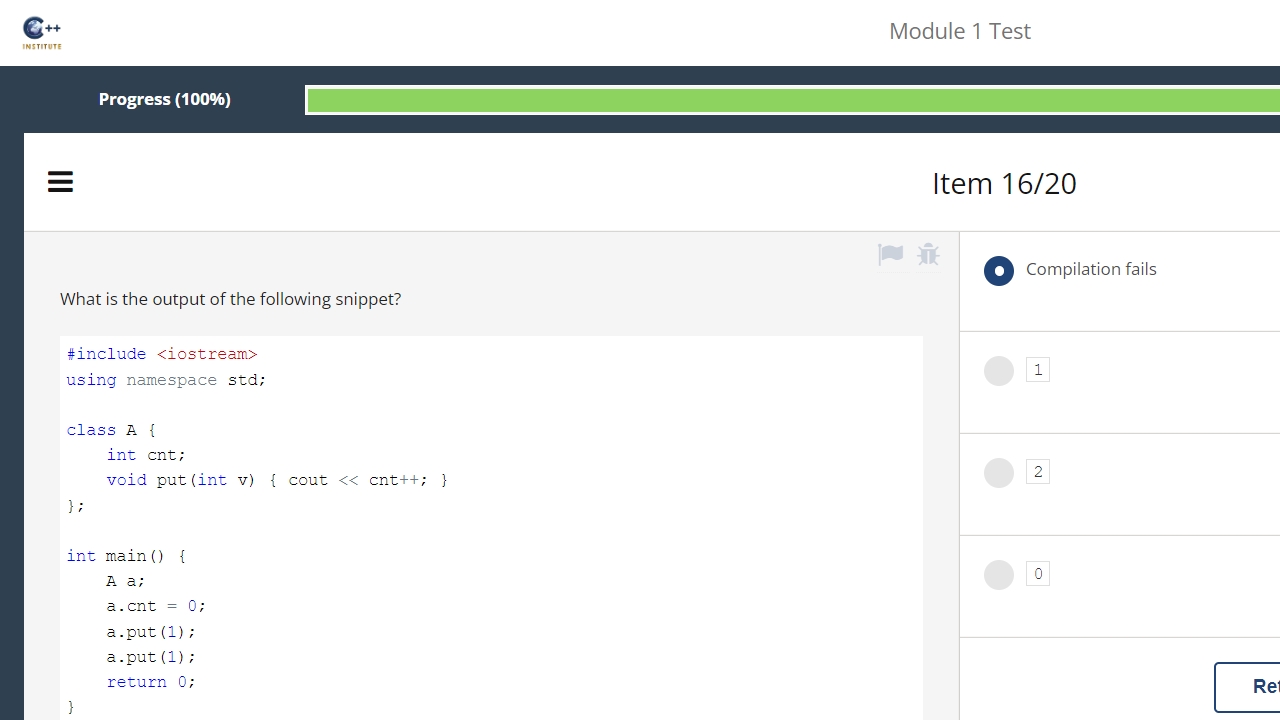 C++
INSTITUTE
Module 1 Test
Progress (100%)
Item 16/20
What is the output of the following snippet?
#include <iostream>
using namespace std;
class A {
    int cnt;
    void put(int v) { cout << cnt++; }
};
int main() {
    A a;
    a.cnt = 0;
    a.put(1);
    a.put(1);
    return 0;
}
Compilation fails
1
2
0